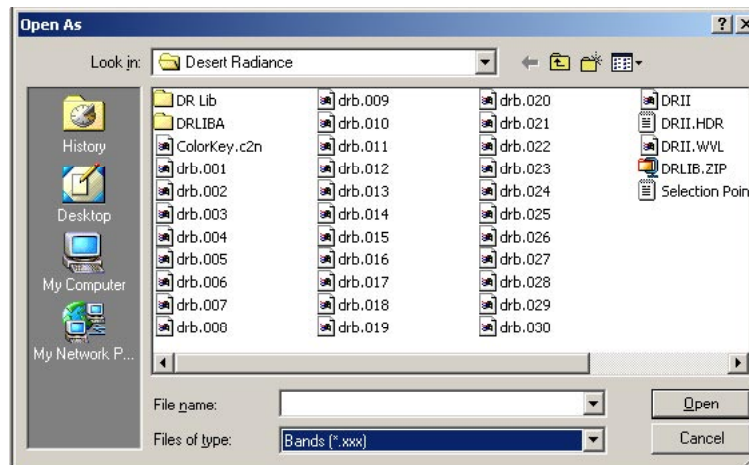 Open As
Look in: Desert Radiance
History
Desktop
My Computer
My Network P...
DR Lib
DRLIBA
ColorKey.c2n
drb.001
drb.002
drb.003
drb.004
drb.005
drb.006
drb.007
drb.008
drb.009
drb.010
drb.011
drb.012
drb.013
drb.014
drb.015
drb.016
drb.017
drb.018
drb.019
drb.020
drb.021
drb.022
drb.023
drb.024
drb.025
drb.026
drb.027
drb.028
drb.029
drb.030
DRII
DRII.HDR
DRII.WVL
DRLIB.ZIP
Selection Poin
File name:
Open
Files of type: Bands (*.xxx)
Cancel